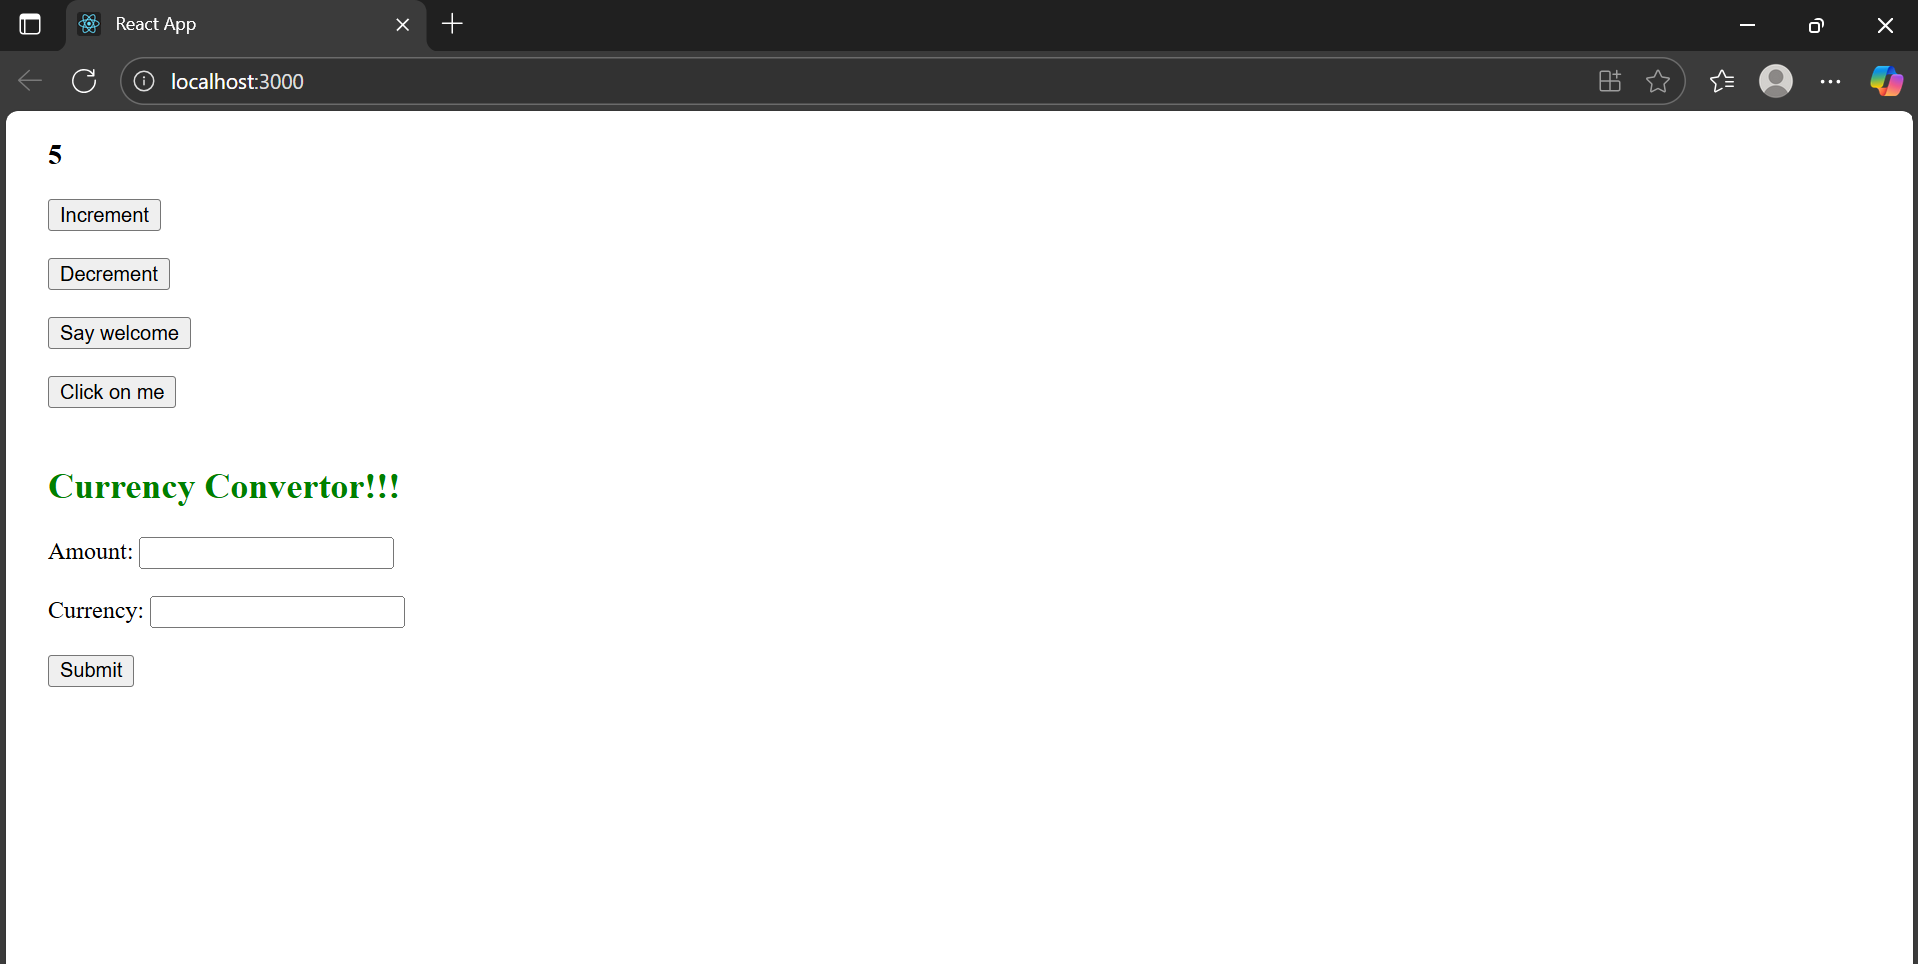 React App
localhost:3000
5
Increment
Decrement
Say welcome
Click on me
Currency Convertor!!!
Amount:
Currency:
Submit